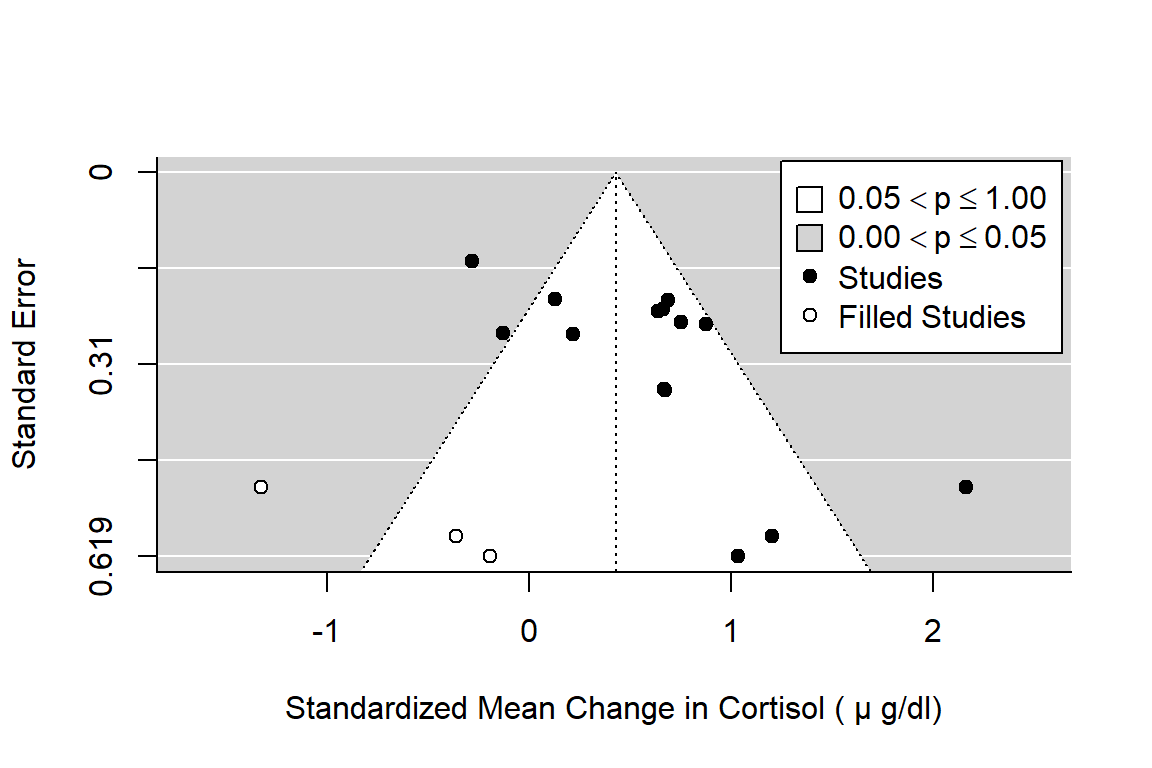 0.05 < p ≤ 1.00
0.00 < p ≤ 0.05
Studies
Filled Studies
Standard Error
0
0.31
0.619
-1
0
1
2
Standardized Mean Change in Cortisol ( μ g/dl)